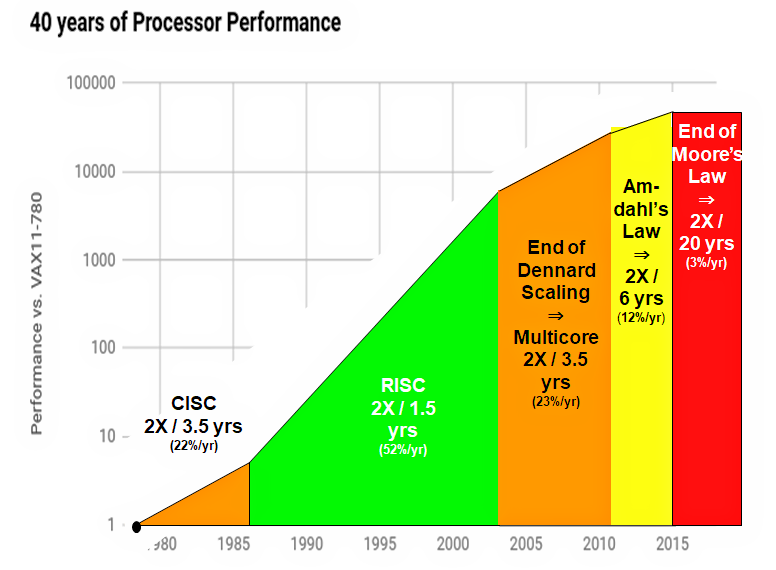 40 years of Processor Performance
Performance vs. VAX11-780
100000
10000
1000
100
10
1
CISC
2X / 3.5 yrs
(22%/yr)
RISC
2X / 1.5
yrs
(52%/yr)
End of
Dennard
Scaling
⇒
Multicore
2X / 3.5
yrs
(23%/yr)
Am-
dahl's
Law
⇒
2X /
6 yrs
(12%/yr)
End of
Moore's
Law
⇒
2X /
20 yrs
(3%/yr)
1985 1990 1995 2000 2005 2010 2015